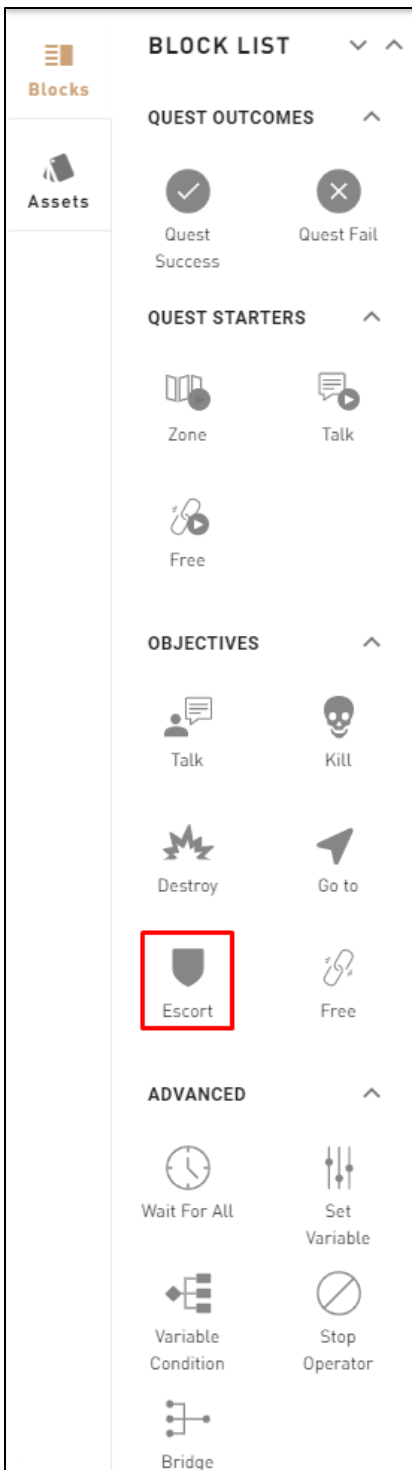 BLOCK LIST
Blocks
QUEST OUTCOMES
Assets
Quest
Success
Quest Fail
QUEST STARTERS
Zone
Talk
Free
OBJECTIVES
Talk
Kill
Destroy
Go to
Escort
Free
ADVANCED
Wait For All
Set
Variable
Variable
Condition
Stop
Operator
Bridge